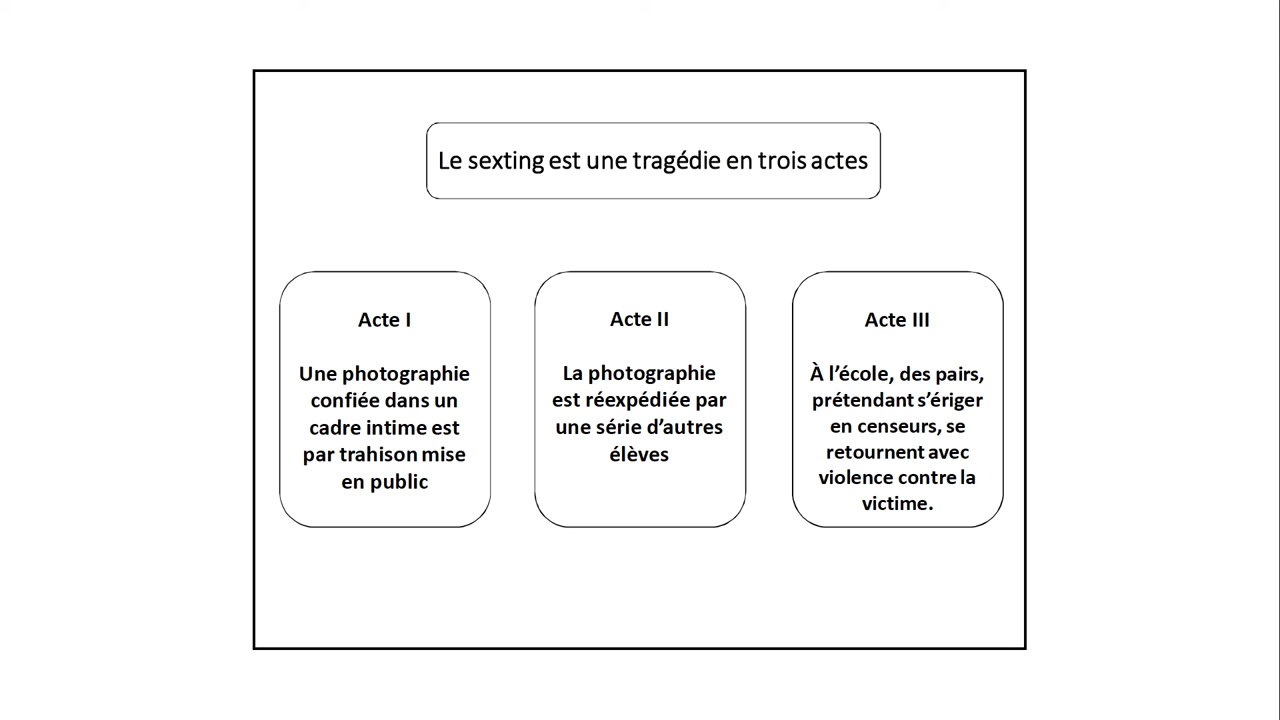 Le sexting est une tragédie en trois actes
Acte I
Une photographie
confiée dans un
cadre intime est
par trahison mise
en public
Acte II
La photographie
est réexpédiée par
une série d’autres
élèves
Acte III
À l’école, des pairs,
prétendant s’ériger
en censeurs, se
retournent avec
violence contre la
victime.